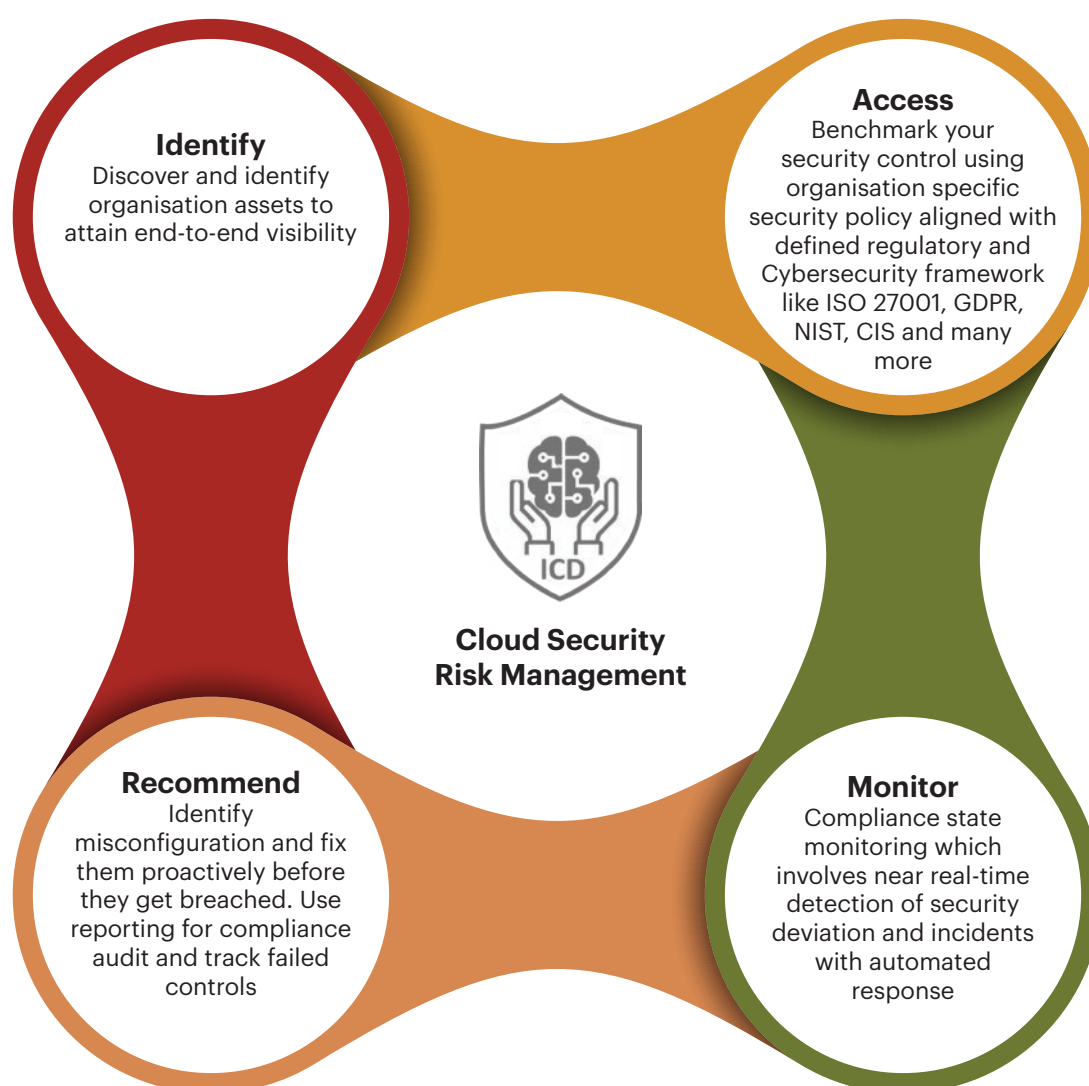 Identify
Discover and identify
organisation assets to
attain end-to-end visibility
Access
Benchmark your
security control using
organisation specific
security policy aligned with
defined regulatory and
Cybersecurity framework
like ISO 27001, GDPR,
NIST, CIS and many
more
ICD
Cloud Security
Risk Management
Recommend
Identify
misconfiguration and fix
them proactively before
they get breached. Use
reporting for compliance
audit and track failed
controls
Monitor
Compliance state
monitoring which
involves near real-time
detection of security
deviation and incidents
with automated
response